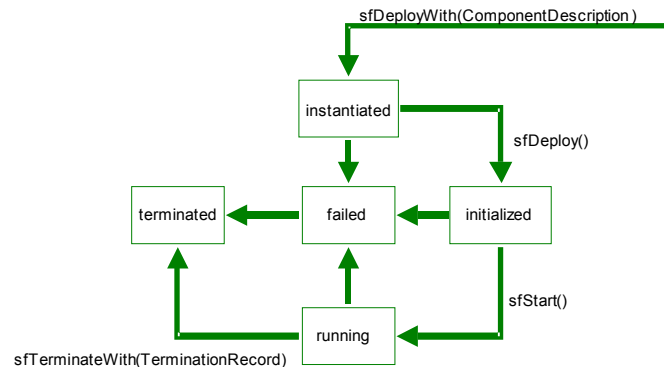 sfDeployWith(ComponentDescription )
instantiated
sfDeploy()
terminated
failed
initialized
sfStart()
running
sfTerminateWith(TerminationRecord)